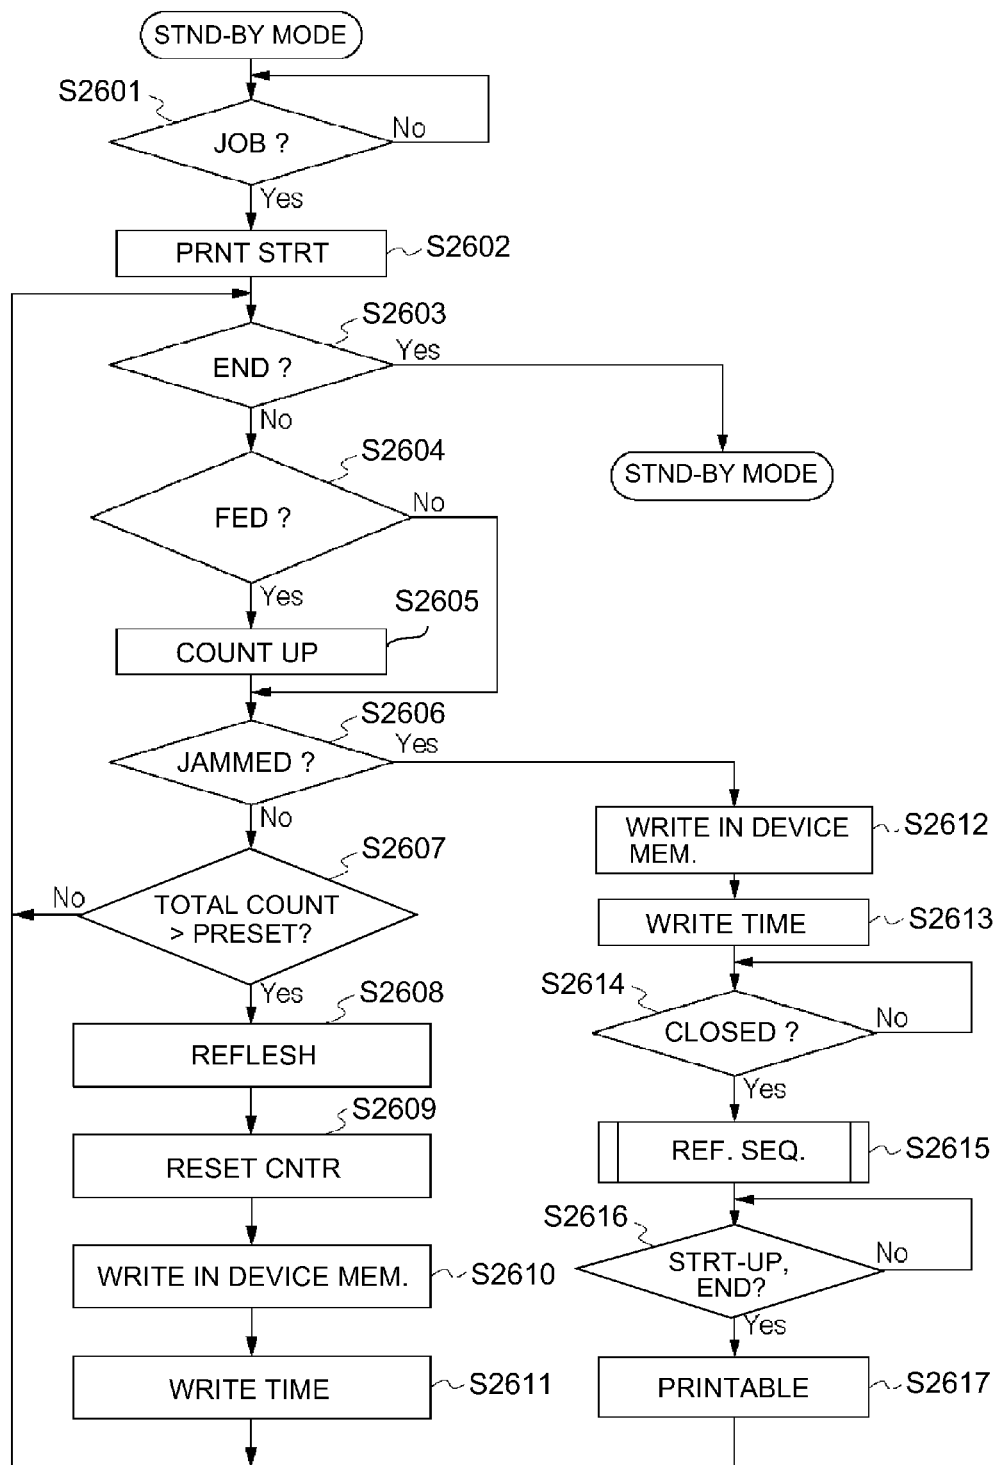 STND-BY MODE
S2601
JOB ?
No
Yes
PRNT STRT
S2602
S2603
END ?
Yes
No
STND-BY MODE
S2604
FED ?
No
Yes
S2605
COUNT UP
S2606
JAMMED ?
Yes
No
S2607
No
TOTAL COUNT
> PRESET?
Yes
S2608
REFLESH
S2609
RESET CNTR
WRITE IN DEVICE MEM.
S2610
WRITE TIME
S2611
WRITE IN DEVICE
MEM.
S2612
WRITE TIME
S2613
S2614
CLOSED ?
No
Yes
REF. SEQ.
S2615
S2616
STRT-UP,
END?
No
Yes
PRINTABLE
S2617